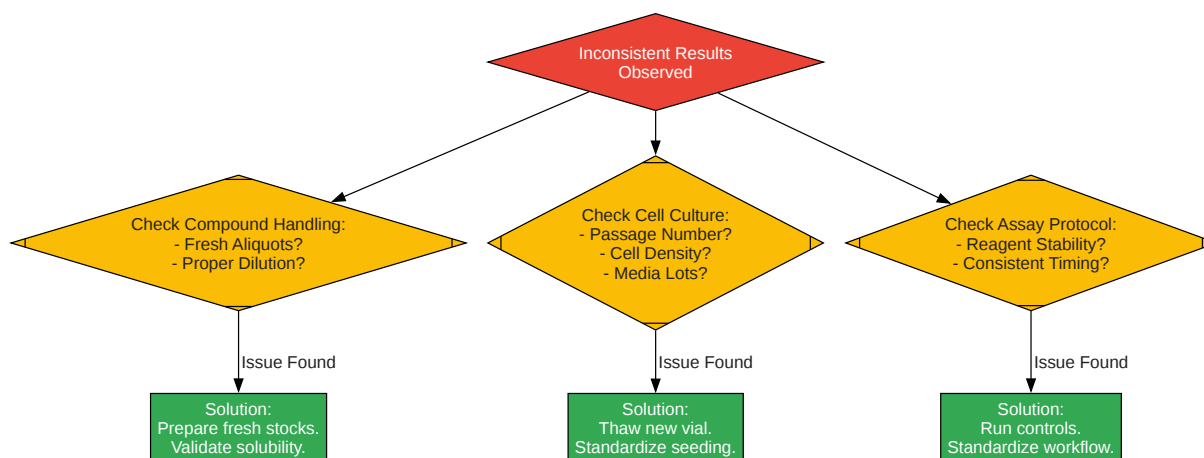 Inconsistent Results
Observed
Check Compound Handling:
- Fresh Aliquots?
- Proper Dilution?
Check Cell Culture:
- Passage Number?
- Cell Density?
- Media Lots?
Check Assay Protocol:
- Reagent Stability?
- Consistent Timing?
Issue Found
Issue Found
Issue Found
Solution:
Prepare fresh stocks.
Validate solubility.
Solution:
Thaw new vial.
Standardize seeding.
Solution:
Run controls.
Standardize workflow.